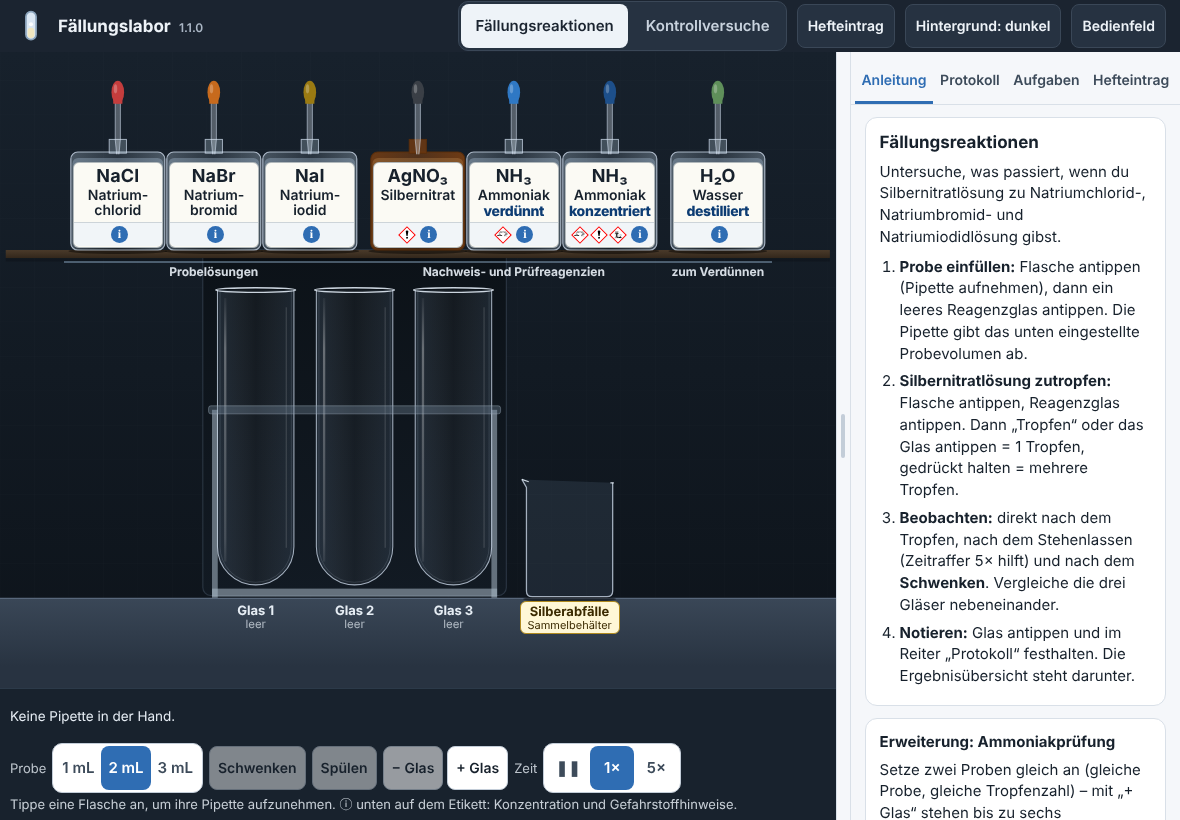 Fällungslabor 1.1.0
Fällungsreaktionen
Kontrollversuche
Hefteintrag
Hintergrund: dunkel
Bedienfeld
NaCl
Natrium-
chlorid
i
NaBr
Natrium-
bromid
i
NaI
Natrium-
iodid
i
AgNO₃
Silbernitrat
i
NH₃
Ammoniak
verdünnt
i
NH₃
Ammoniak
konzentriert
i
H₂O
Wasser
destilliert
i
Probelösungen
Nachweis- und Prüfreagenzien
zum Verdünnen
Glas 1
leer
Glas 2
leer
Glas 3
leer
Silberabfälle
Sammelbehälter
Keine Pipette in der Hand.
Probe
1 mL
2 mL
3 mL
Schwenken
Spülen
− Glas
+ Glas
Zeit
❚❚
1×
5×
Tippe eine Flasche an, um ihre Pipette aufzunehmen. ⓘ unten auf dem Etikett: Konzentration und Gefahrstoffhinweise.
Anleitung
Protokoll
Aufgaben
Hefteintrag
Fällungsreaktionen
Untersuche, was passiert, wenn du
Silbernitratlösung zu Natriumchlorid-,
Natriumbromid- und
Natriumiodidlösung gibst.
1. Probe einfüllen: Flasche antippen
(Pipette aufnehmen), dann ein
leeres Reagenzglas antippen. Die
Pipette gibt das unten eingestellte
Probevolumen ab.
2. Silbernitratlösung zutropfen:
Flasche antippen, Reagenzglas
antippen. Dann „Tropfen“ oder das
Glas antippen = 1 Tropfen,
gedrückt halten = mehrere
Tropfen.
3. Beobachten: direkt nach dem
Tropfen, nach dem Stehenlassen
(Zeitraffer 5× hilft) und nach dem
Schwenken. Vergleiche die drei
Gläser nebeneinander.
4. Notieren: Glas antippen und im
Reiter „Protokoll“ festhalten. Die
Ergebnisübersicht steht darunter.
Erweiterung: Ammoniakprüfung
Setze zwei Proben gleich an (gleiche
Probe, gleiche Tropfenzahl) – mit „+
Glas“ stehen bis zu sechs